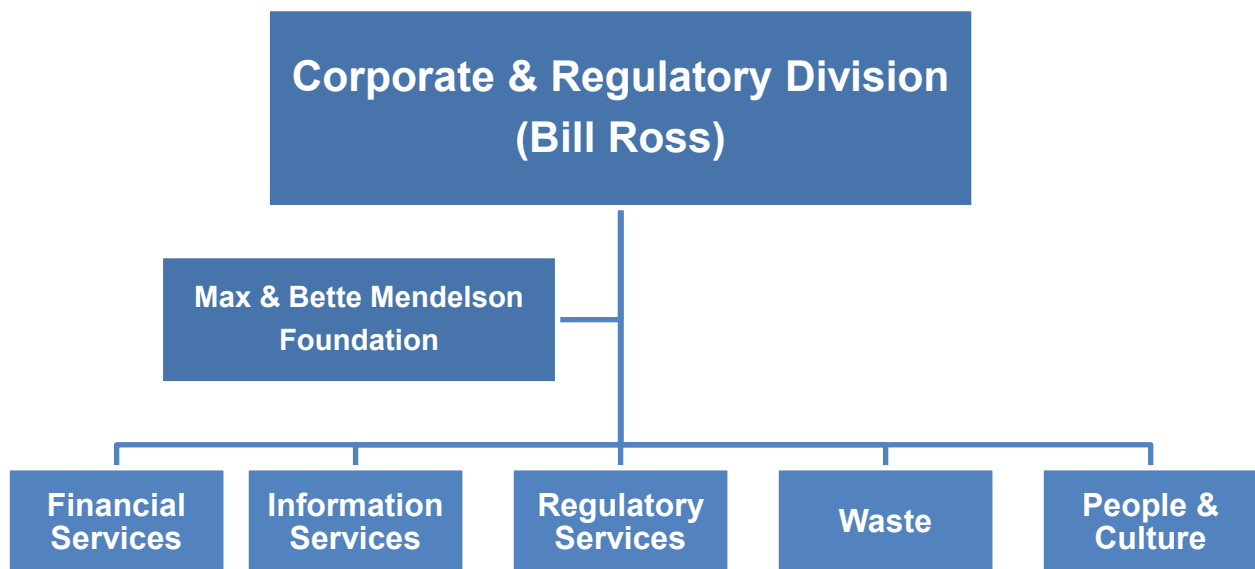 Corporate & Regulatory Division
(Bill Ross)
Max & Bette Mendelson
Foundation
Financial
Services
Information
Services
Regulatory
Services
Waste
People &
Culture